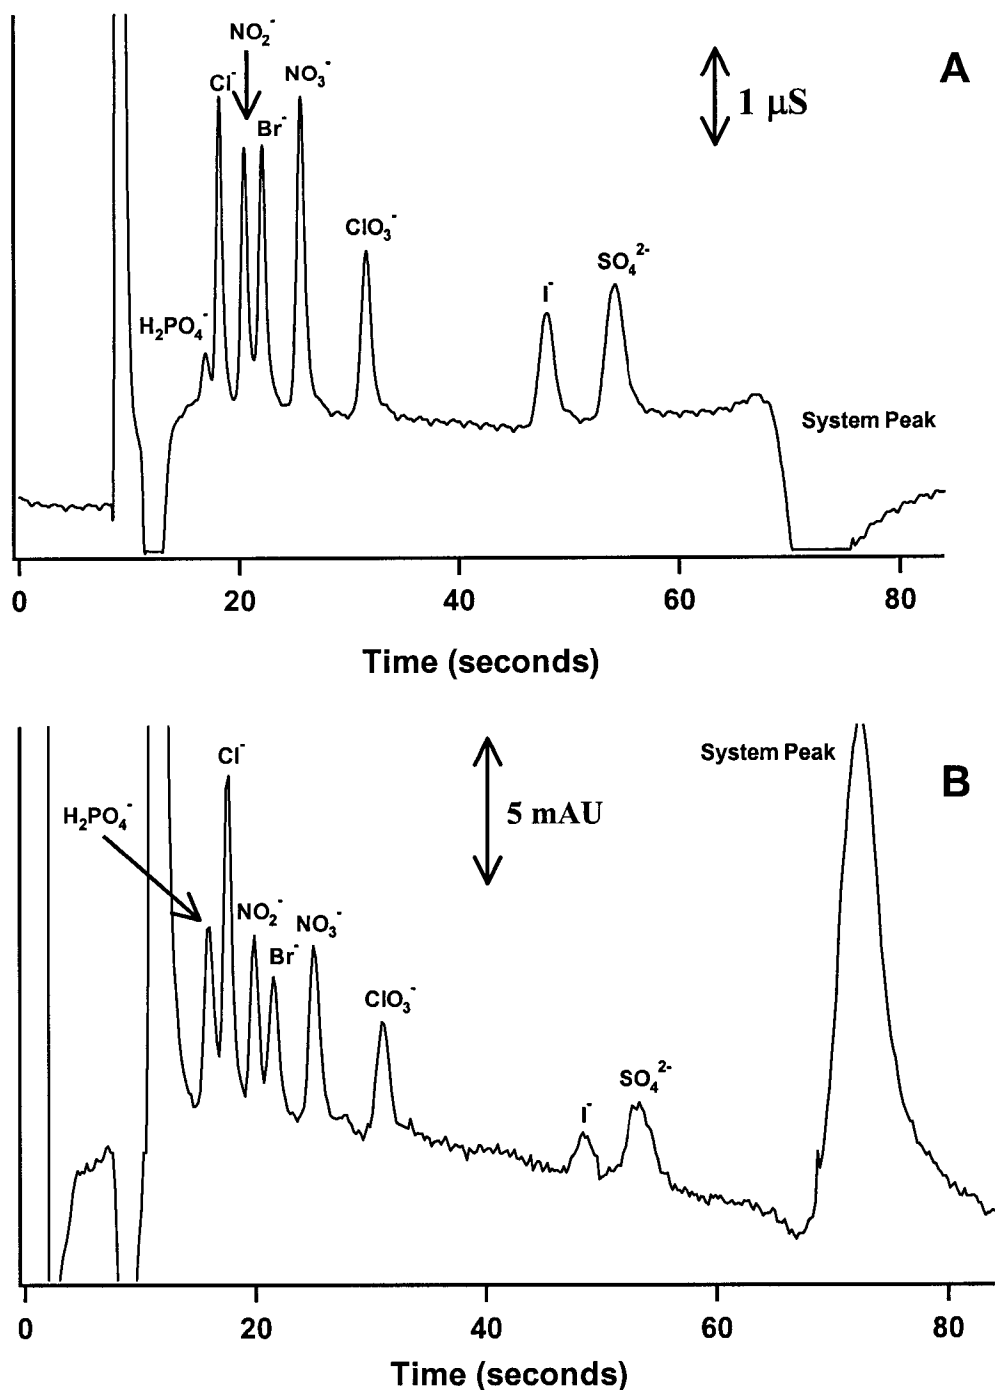 A
NO₂⁻
Cl⁻
NO₃⁻
Br⁻
1 μS
ClO₃⁻
SO₄²⁻
I⁻
H₂PO₄⁻
System Peak
0 20 40 60 80
Time (seconds)
B
Cl⁻
System Peak
H₂PO₄⁻
5 mAU
NO₂⁻
NO₃⁻
Br⁻
ClO₃⁻
SO₄²⁻
I⁻
0 20 40 60 80
Time (seconds)